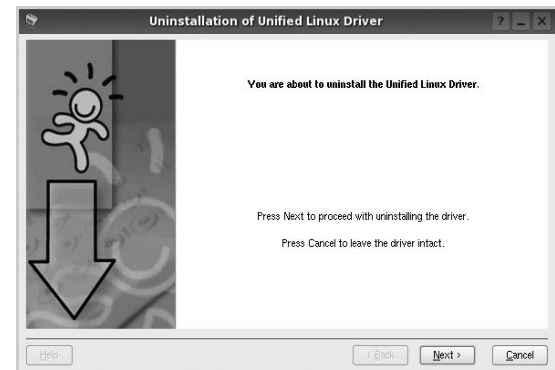 Uninstallation of Unified Linux Driver
You are about to uninstall the Unified Linux Driver.
Press Next to proceed with uninstalling the driver.
Press Cancel to leave the driver intact.
Help
< Back
Next >
Cancel